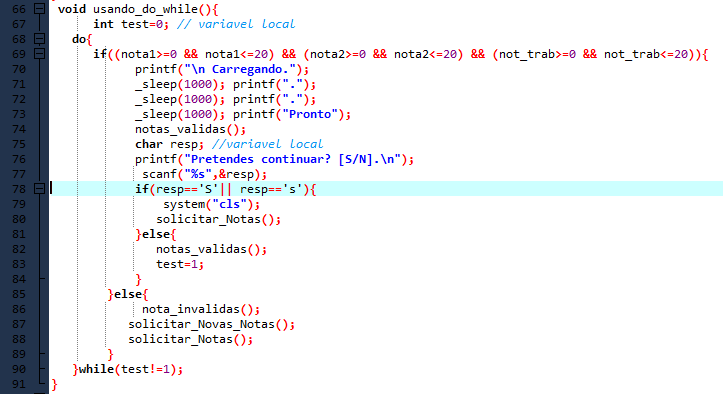 66 void usando_do_while(){
67 int test=0; // variavel local
68 do{
69 if((nota1>=0 && nota1<=20) && (nota2>=0 && nota2<=20) && (not_trab>=0 && not_trab<=20)){
70 printf("\n Carregando.");
71 _sleep(1000); printf(".");
72 _sleep(1000); printf(".");
73 _sleep(1000); printf("Pronto");
74 notas_validas();
75 char resp; //variavel local
76 printf("Pretendes continuar? [S/N].\n");
77 scanf("%s",&resp);
78 if(resp=='S'|| resp=='s'){
79 system("cls");
80 solicitar_Notas();
81 }else{
82 notas_validas();
83 test=1;
84 }
85 }else{
86 nota_invalidas();
87 solicitar_Novas_Notas();
88 solicitar_Notas();
89 }
90 }while(test!=1);
91 }